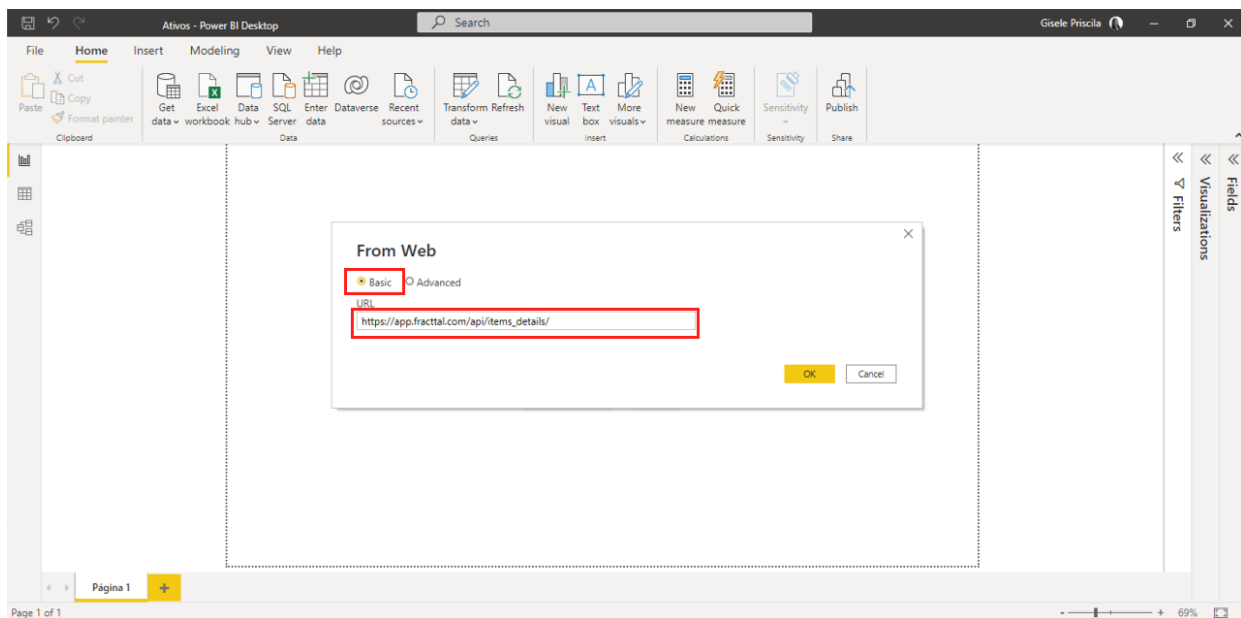 Ativos - Power BI Desktop
Search
Gisele Priscila
File Home Insert Modeling View Help
Paste
Cut
Copy
Format painter
Clipboard
Get data
Excel workbook
Data hub
SQL Server
Enter data
Dataverse
Recent sources
Data
Transform data
Refresh
Queries
New visual
Text box
More visuals
Insert
New measure
Quick measure
Calculations
Sensitivity
Sensitivity
Publish
Share
Filters
Visualizations
Fields
From Web
Basic Advanced
URL
https://app.fracttal.com/api/items_details/
OK Cancel
Página 1
Page 1 of 1
- + 69%